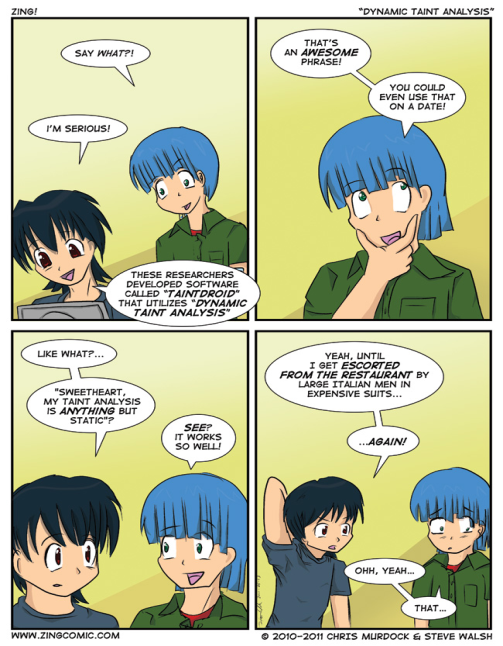 ZING!
"DYNAMIC TAINT ANALYSIS"
SAY WHAT?!
I'M SERIOUS!
THESE RESEARCHERS
DEVELOPED SOFTWARE
CALLED "TAINTDROID"
THAT UTILIZES "DYNAMIC
TAINT ANALYSIS"
THAT'S
AN AWESOME
PHRASE!
YOU COULD
EVEN USE THAT
ON A DATE!
LIKE WHAT?...
"SWEETHEART,
MY TAINT ANALYSIS
IS ANYTHING BUT
STATIC"?
SEE?
IT WORKS
SO WELL!
YEAH, UNTIL
I GET ESCORTED
FROM THE RESTAURANT BY
LARGE ITALIAN MEN IN
EXPENSIVE SUITS...
...AGAIN!
OHH, YEAH...
THAT...
WWW.ZINGCOMIC.COM
© 2010-2011 CHRIS MURDOCK & STEVE WALSH